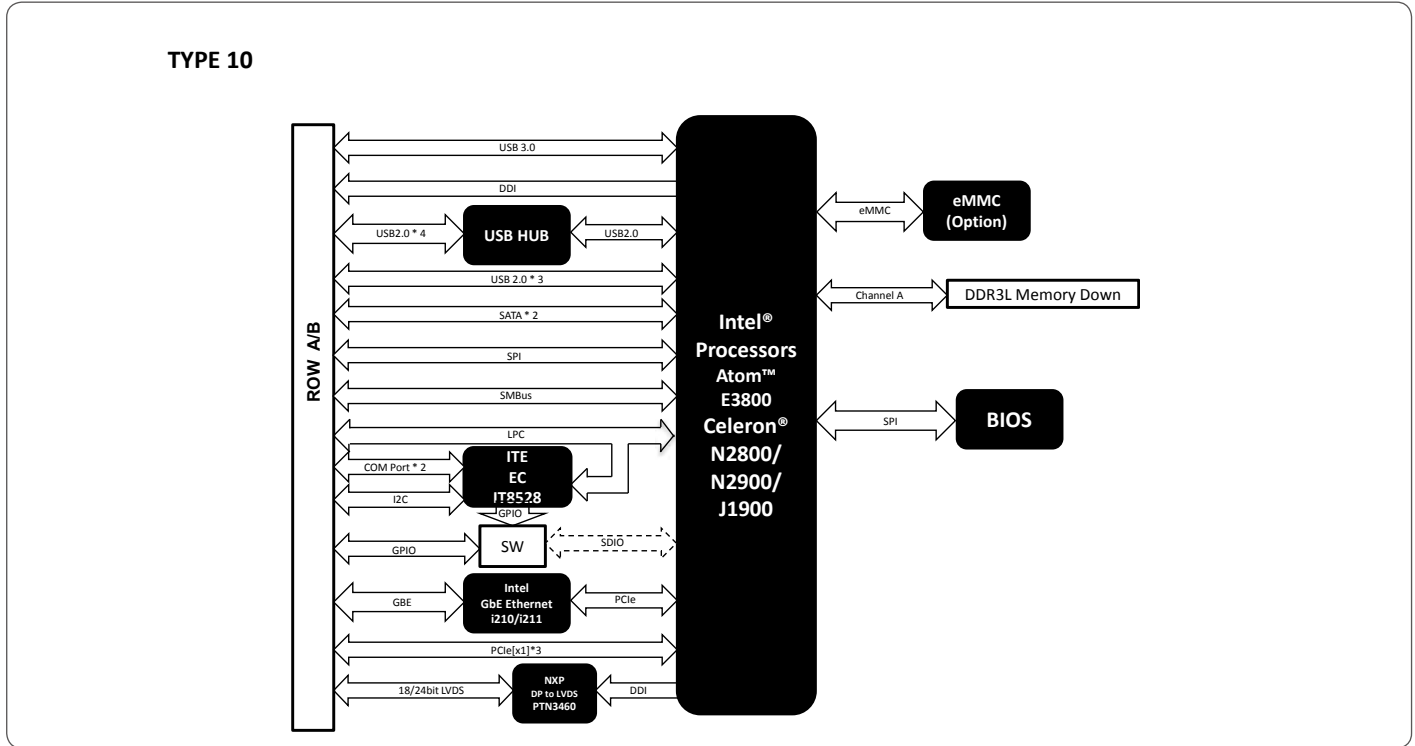 TYPE 10
ROW A/B
USB 3.0
DDI
USB2.0 * 4
USB HUB
USB2.0
USB 2.0 * 3
SATA * 2
SPI
SMBus
LPC
COM Port * 2
I2C
ITE
EC
IT8528
GPIO
GPIO
SW
SDIO
GBE
Intel
GbE Ethernet
i210/i211
PCIe
PCIe[x1]*3
18/24bit LVDS
NXP
DP to LVDS
PTN3460
DDI
Intel®
Processors
Atom™
E3800
Celeron®
N2800/
N2900/
J1900
eMMC
eMMC
(Option)
Channel A
DDR3L Memory Down
SPI
BIOS